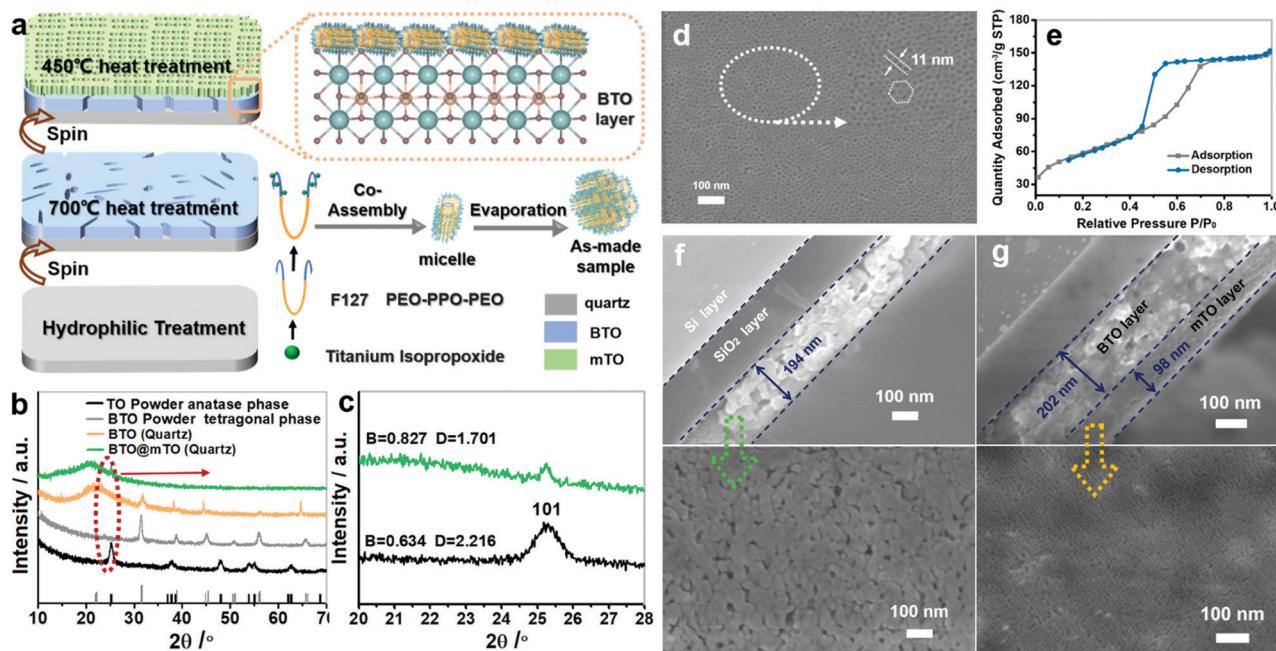 a
450℃ heat treatment
Spin
700℃ heat treatment
Spin
Hydrophilic Treatment
BTO
layer
Co-
Assembly
Evaporation
micelle
As-made
sample
F127 PEO-PPO-PEO
Titanium Isopropoxide
quartz
BTO
mTO
b
TO Powder anatase phase
BTO Powder tetragonal phase
BTO (Quartz)
BTO@mTO (Quartz)
Intensity / a.u.
10 20 30 40 50 60 70
2θ /°
c
B=0.827 D=1.701
101
B=0.634 D=2.216
Intensity / a.u.
20 21 22 23 24 25 26 27 28
2θ /°
d
11 nm
100 nm
e
Quantity Adsorbed (cm⁻³/g STP)
180
150
120
90
60
30
Adsorption
Desorption
0.0 0.2 0.4 0.6 0.8 1.0
Relative Pressure P/P₀
f
Si layer
SiO₂ layer
194 nm
100 nm
100 nm
g
BTO layer
mTO layer
202 nm
98 nm
100 nm
100 nm